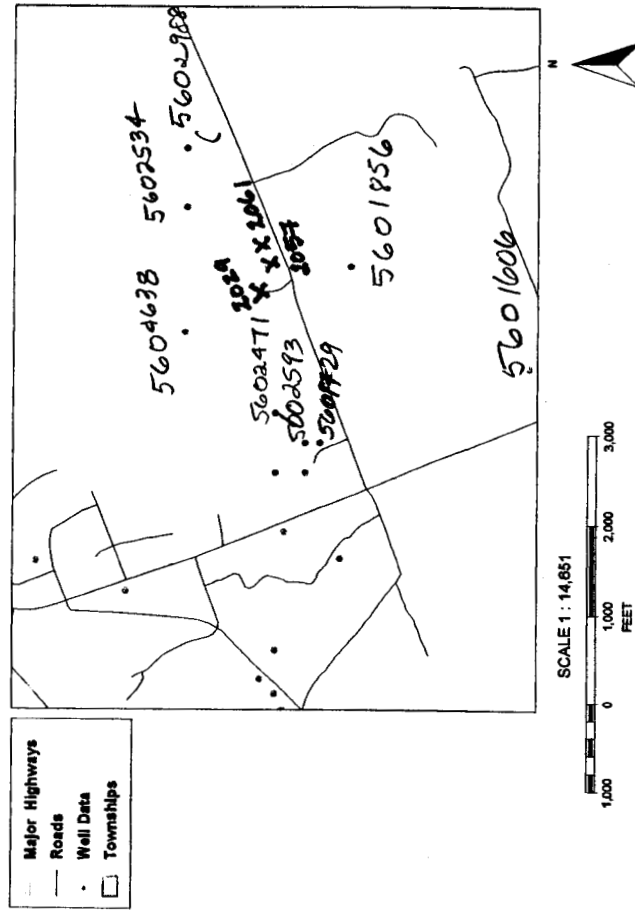 Major Highways
Roads
Well Data
Townships
5604638
5602534
5602988
2029
X X X 2061
2057
5602471
5002593
5601856
5601606
N
SCALE 1 : 14,651
1,000 0 1,000 2,000 3,000
FEET